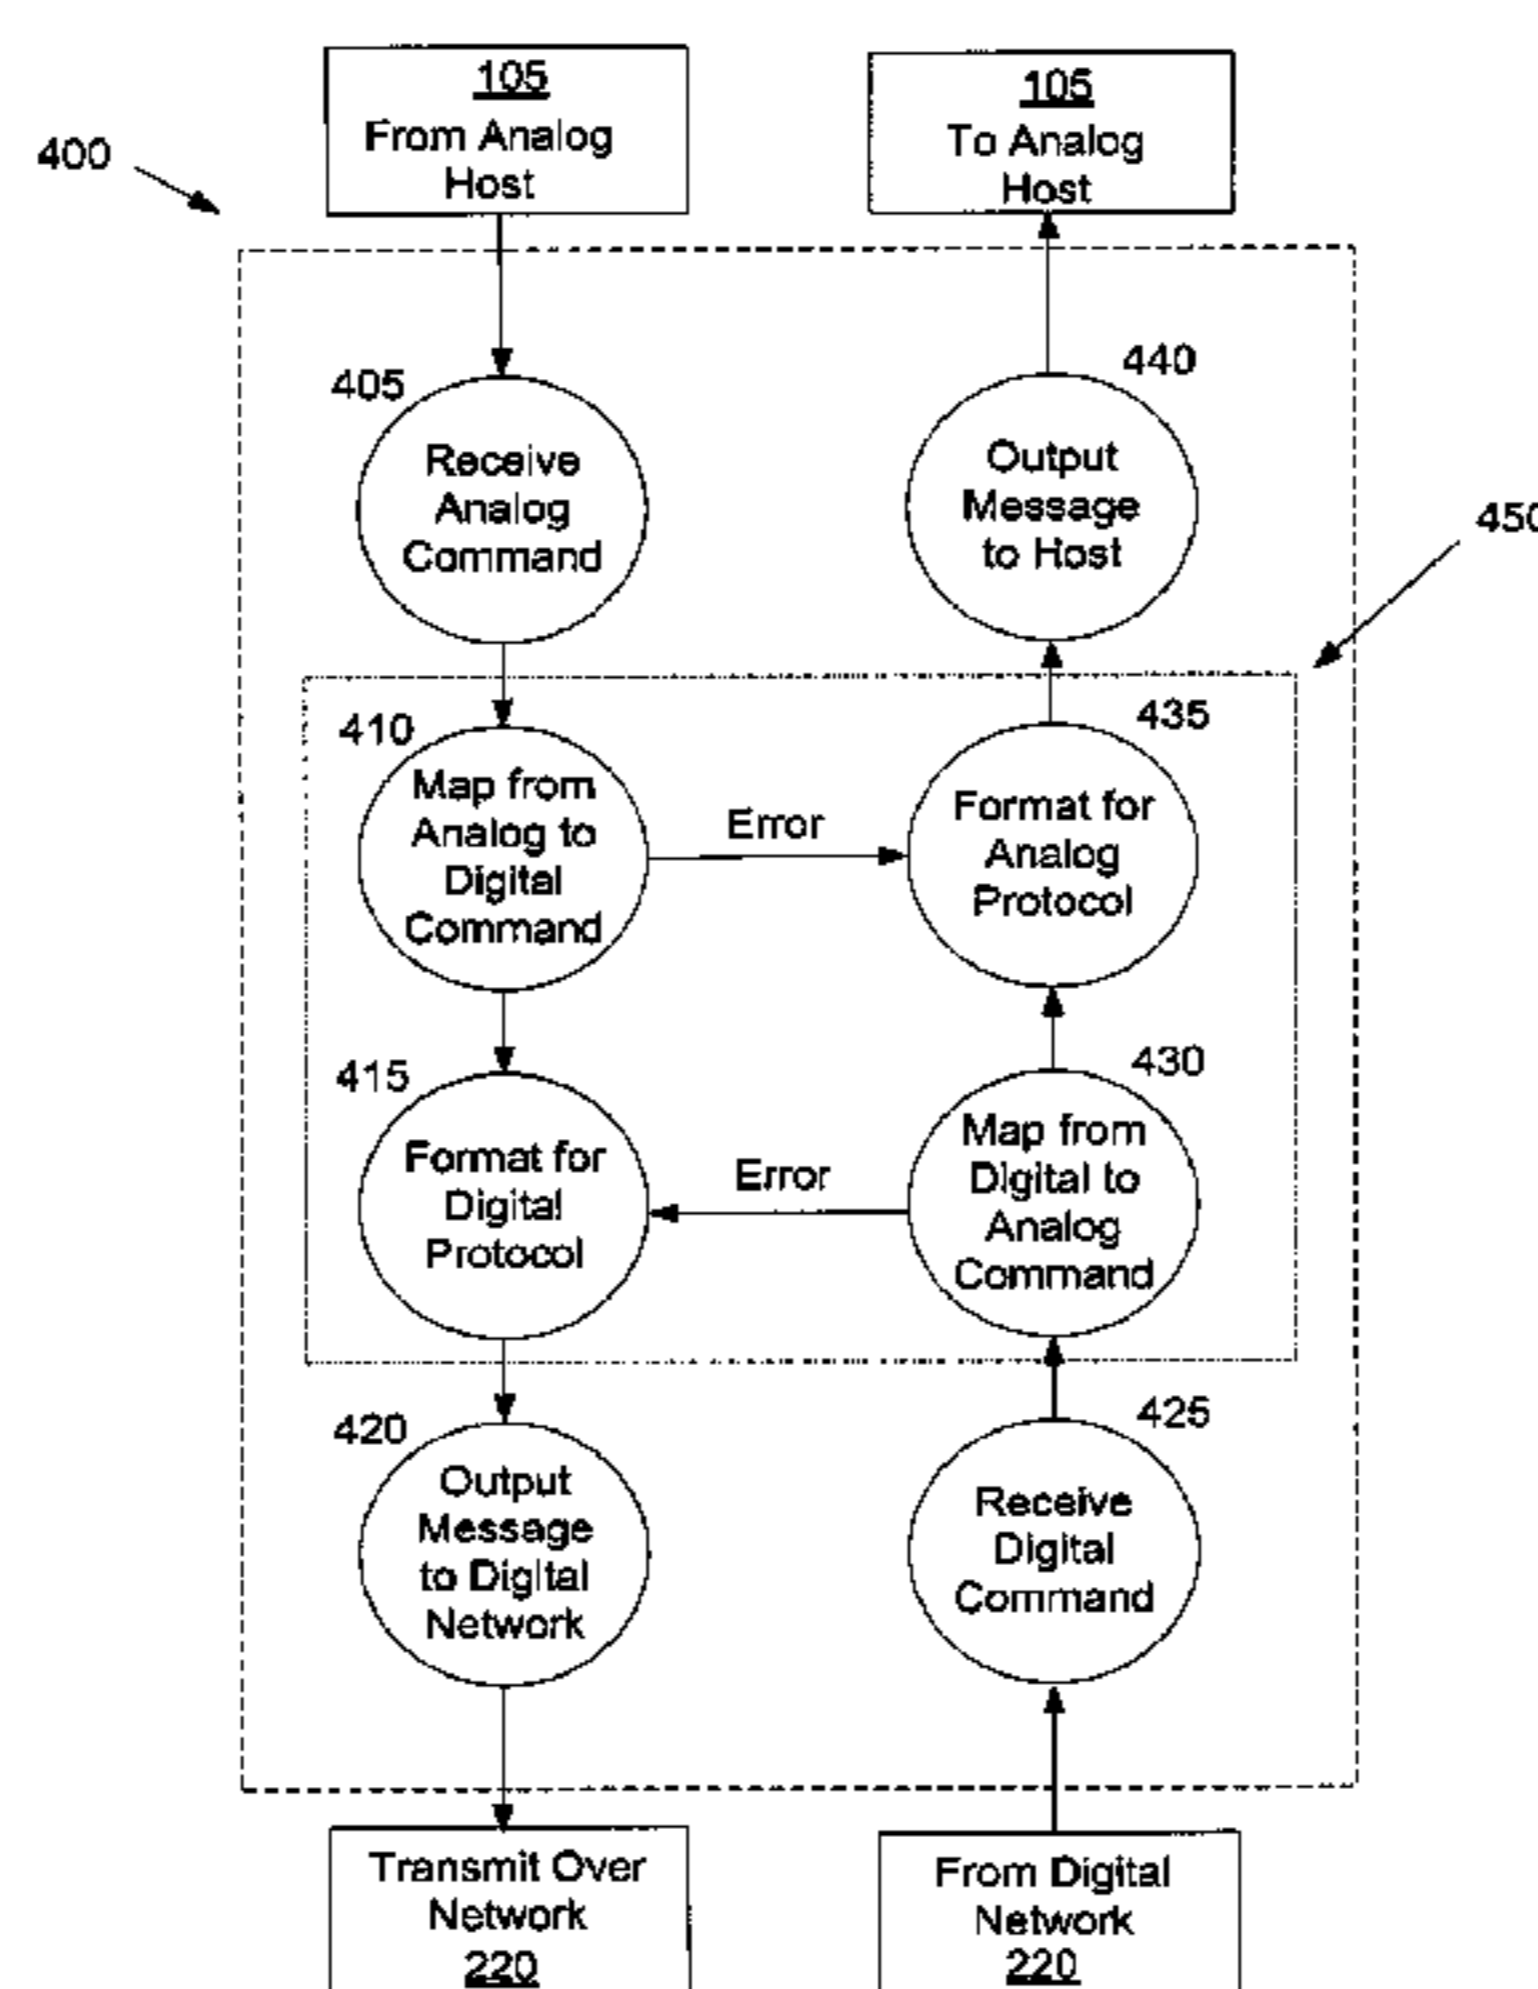 105
From Analog
Host
105
To Analog
Host
400
405
Receive
Analog
Command
440
Output
Message
to Host
450
410
Map from
Analog to
Digital
Command
Error
435
Format for
Analog
Protocol
415
Format for
Digital
Protocol
Error
430
Map from
Digital to
Analog
Command
420
Output
Message
to Digital
Network
425
Receive
Digital
Command
Transmit Over
Network
220
From Digital
Network
220